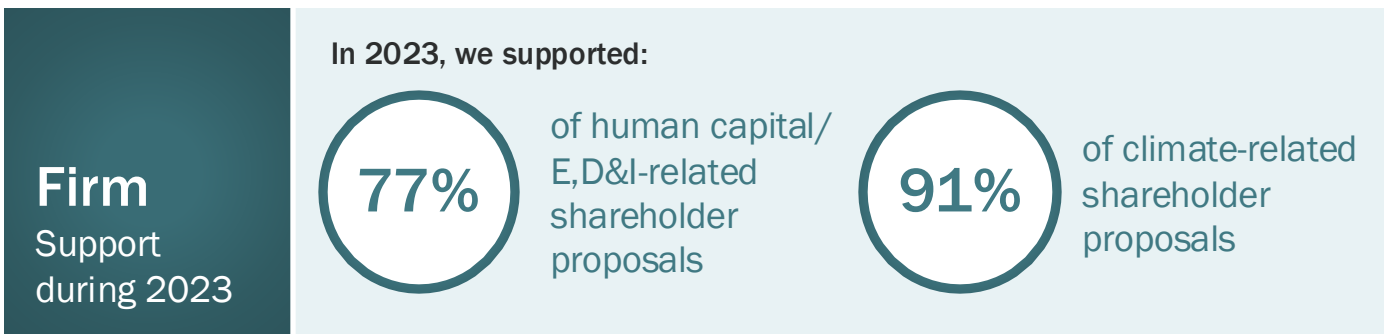 Firm
Support
during 2023
In 2023, we supported:
77%
of human capital/
E,D&I-related
shareholder
proposals
91%
of climate-related
shareholder
proposals